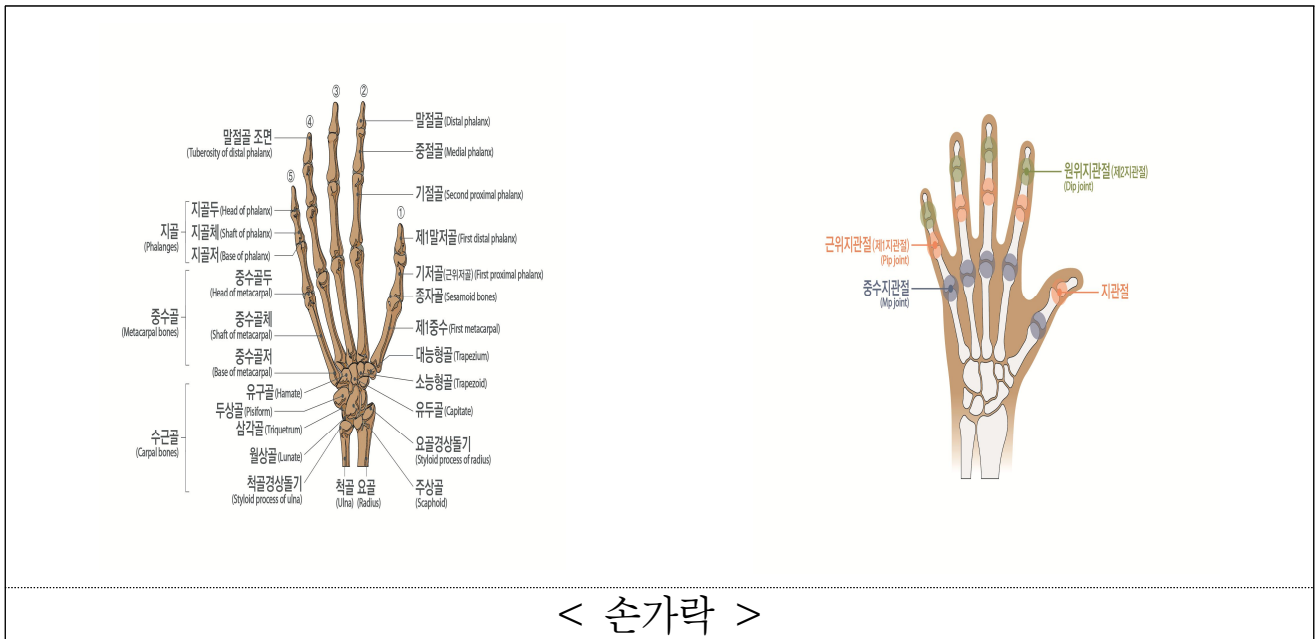 ③ ②
④
⑤
①
말절골 조면
(Tuberosity of distal phalanx)
지골
(Phalanges)
지골두(Head of phalanx)
지골체(Shaft of phalanx)
지골저(Base of phalanx)
중수골
(Metacarpal bones)
중수골두
(Head of metacarpal)
중수골체
(Shaft of metacarpal)
중수골저
(Base of metacarpal)
수근골
(Carpal bones)
유구골(Hamate)
두상골(Pisiform)
삼각골(Triquetrum)
월상골(Lunate)
척골경상돌기
(Styloid process of ulna)
척골 요골
(Ulna) (Radius)
말절골(Distal phalanx)
중절골(Medial phalanx)
기절골(Second proximal phalanx)
제1말저골(First distal phalanx)
기저골(근위저골)(First proximal phalanx)
종자골(Sesamoid bones)
제1중수(First metacarpal)
대능형골(Trapezium)
소능형골(Trapezoid)
유두골(Capitate)
요골경상돌기
(Styloid process of radius)
주상골
(Scaphoid)
원위지관절(제2지관절)
(Dip joint)
근위지관절(제1지관절)
(Pip joint)
중수지관절
(Mp joint)
지관절
< 손가락 >